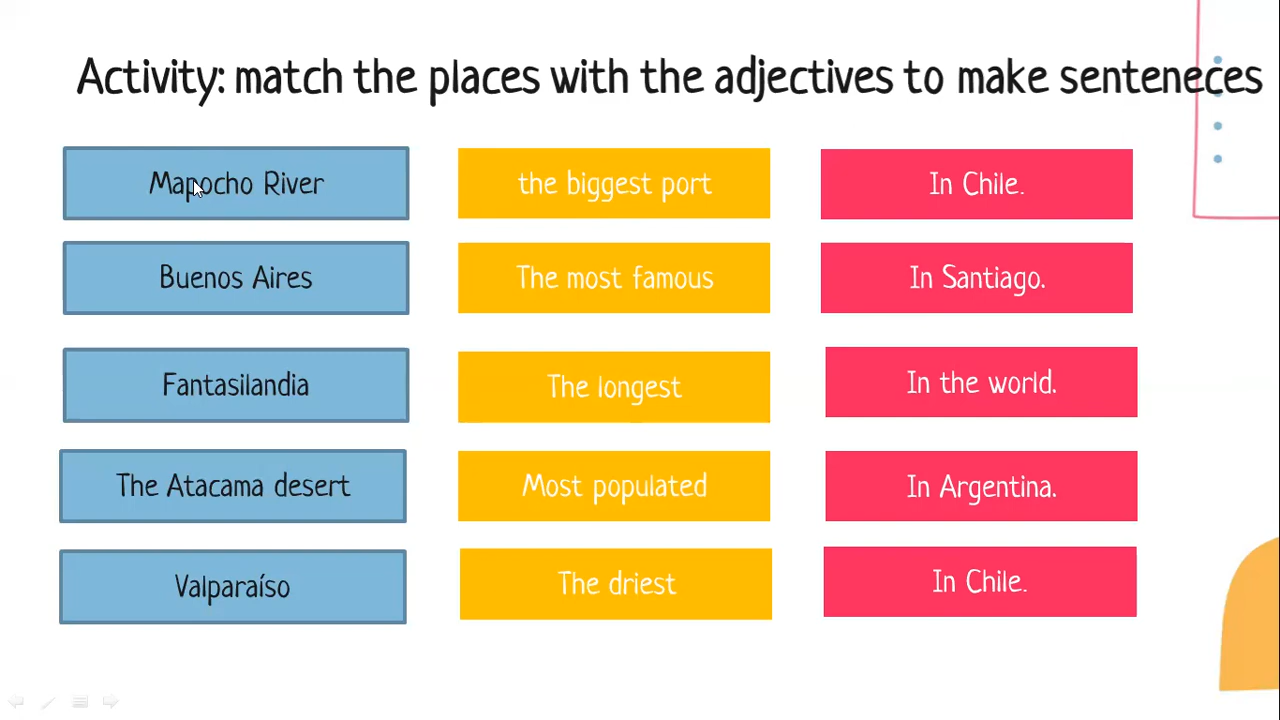 Activity: match the places with the adjectives to make senteneces
Mapocho River
the biggest port
In Chile.
Buenos Aires
The most famous
In Santiago.
Fantasilandia
The longest
In the world.
The Atacama desert
Most populated
In Argentina.
Valparaíso
The driest
In Chile.